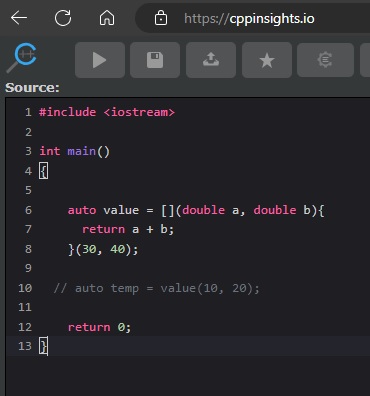 https://cppinsights.io
Source:
1 #include <iostream>
2
3 int main()
4 {
5
6 auto value = [](double a, double b){
7 return a + b;
8 }(30, 40);
9
10 // auto temp = value(10, 20);
11
12 return 0;
13 }